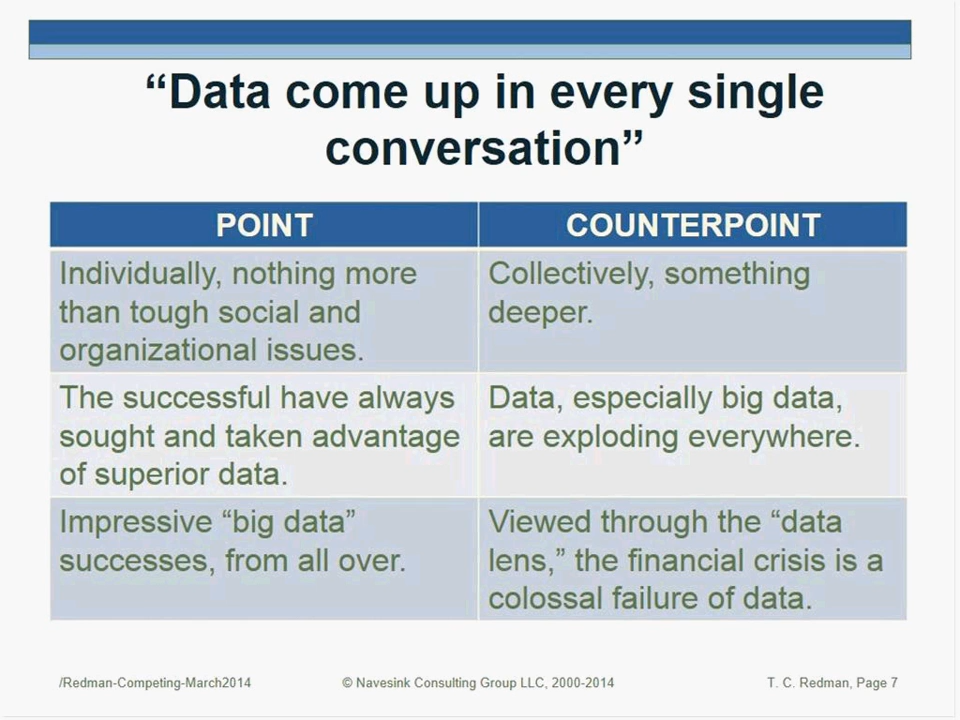 “Data come up in every single
conversation”
POINT
COUNTERPOINT
Individually, nothing more
than tough social and
organizational issues.
Collectively, something
deeper.
The successful have always
sought and taken advantage
of superior data.
Data, especially big data,
are exploding everywhere.
Impressive “big data”
successes, from all over.
Viewed through the “data
lens,” the financial crisis is a
colossal failure of data.
/Redman-Competing-March2014
© Navesink Consulting Group LLC, 2000-2014
T. C. Redman, Page 7